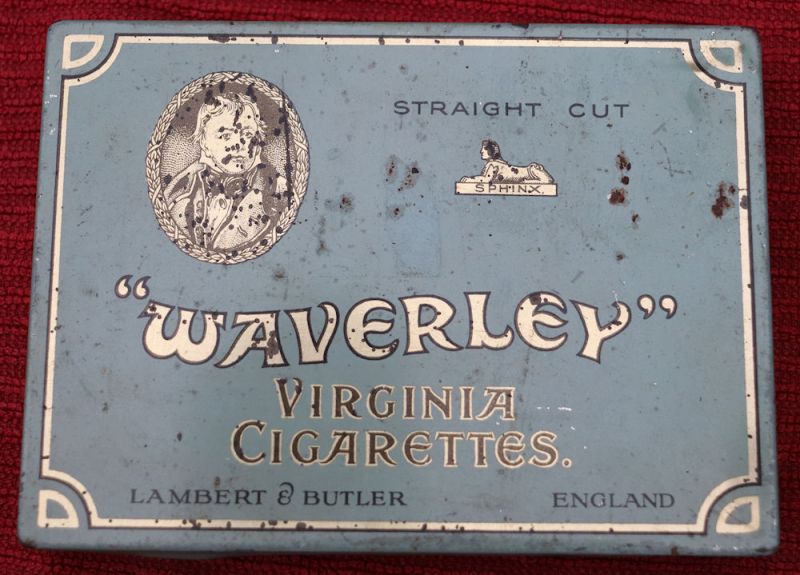 STRAIGHT CUT
SPHINX
"WAVERLEY"
VIRGINIA
CIGARETTES.
LAMBERT & BUTLER ENGLAND